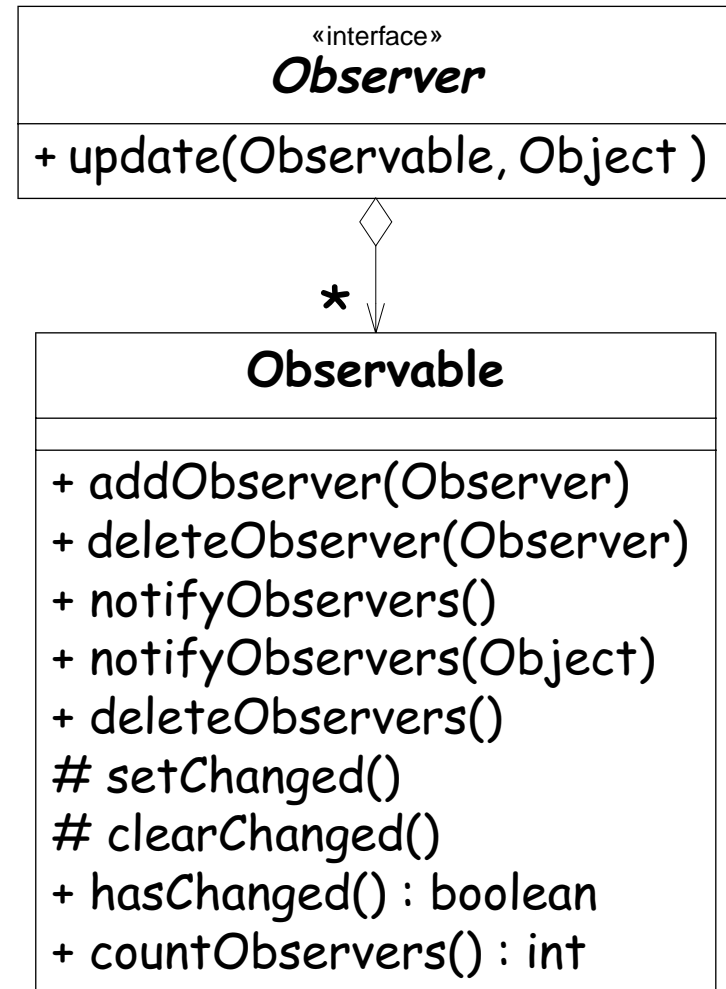 «interface»
Observer
+ update(Observable, Object )
*
Observable
+ addObserver(Observer)
+ deleteObserver(Observer)
+ notifyObservers()
+ notifyObservers(Object)
+ deleteObservers()
# setChanged()
# clearChanged()
+ hasChanged() : boolean
+ countObservers() : int